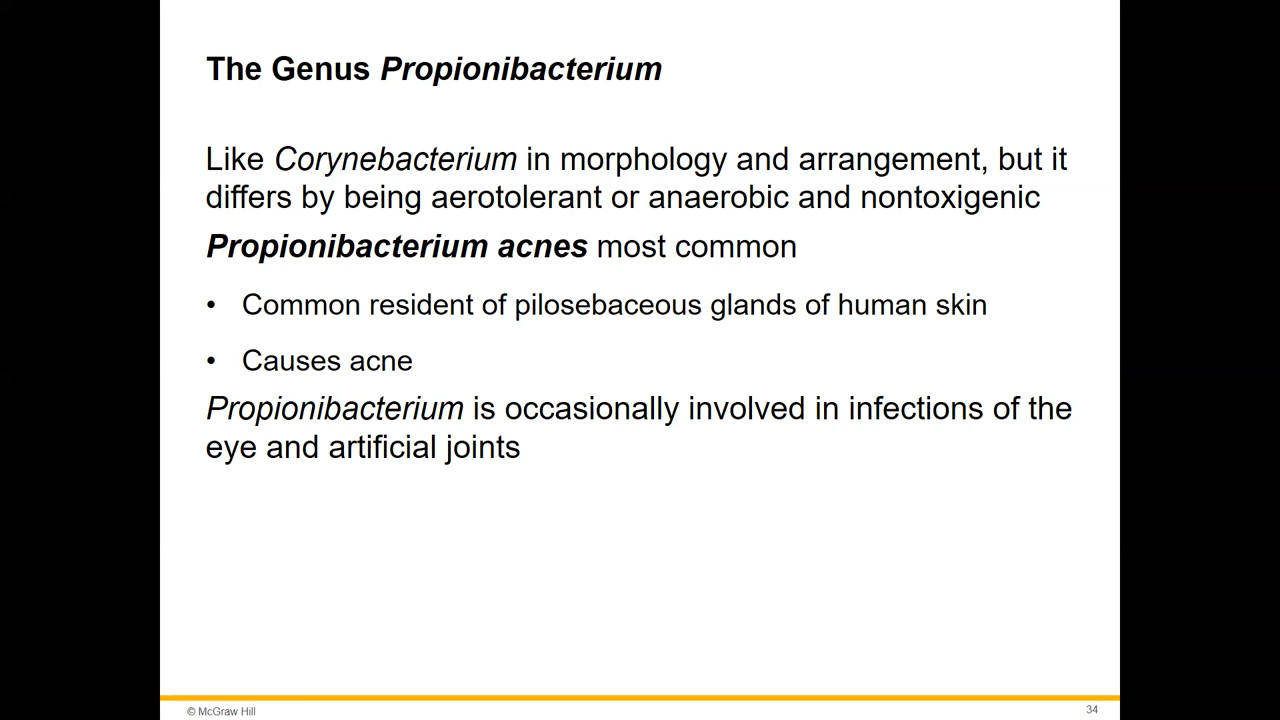 The Genus Propionibacterium
Like Corynebacterium in morphology and arrangement, but it
differs by being aerotolerant or anaerobic and nontoxigenic
Propionibacterium acnes most common
• Common resident of pilosebaceous glands of human skin
• Causes acne
Propionibacterium is occasionally involved in infections of the
eye and artificial joints
© McGraw Hill
34